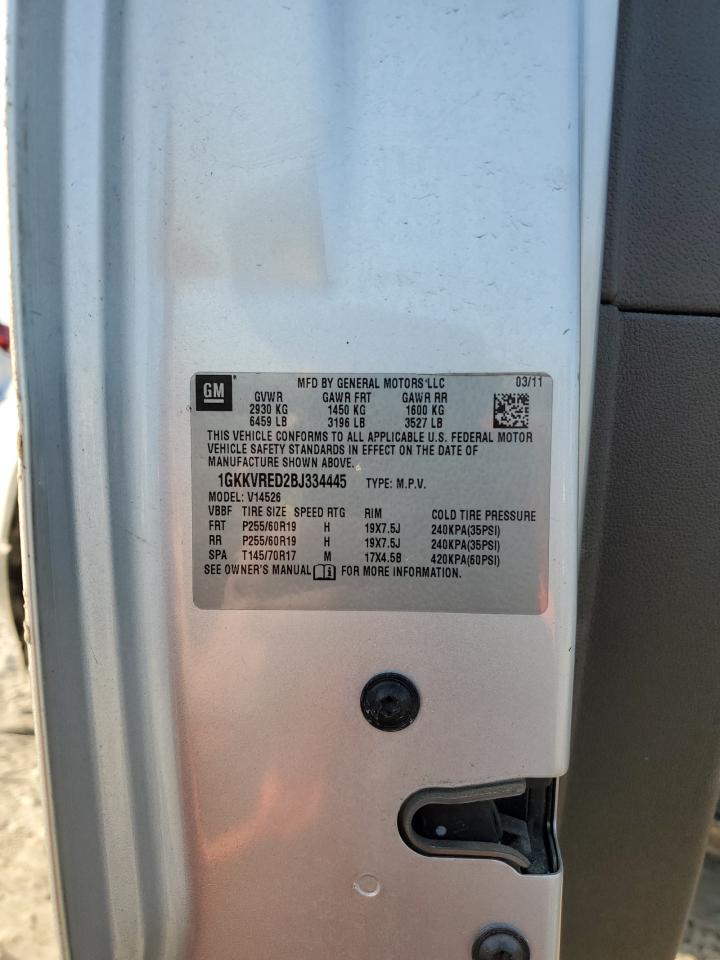 GM
MFD BY GENERAL MOTORS LLC 03/11
GVWR GAWR FRT GAWR RR
2930 KG 1450 KG 1600 KG
6459 LB 3196 LB 3527 LB
THIS VEHICLE CONFORMS TO ALL APPLICABLE U.S. FEDERAL MOTOR
VEHICLE SAFETY STANDARDS IN EFFECT ON THE DATE OF
MANUFACTURE SHOWN ABOVE.
1GKKVRED2BJ334445 TYPE: M.P.V.
MODEL: V14526
VBBF TIRE SIZE SPEED RTG RIM COLD TIRE PRESSURE
FRT P255/60R19 H 19X7.5J 240KPA(35PSI)
RR P255/60R19 H 19X7.5J 240KPA(35PSI)
SPA T145/70R17 M 17X4.5B 420KPA(60PSI)
SEE OWNER'S MANUAL FOR MORE INFORMATION.